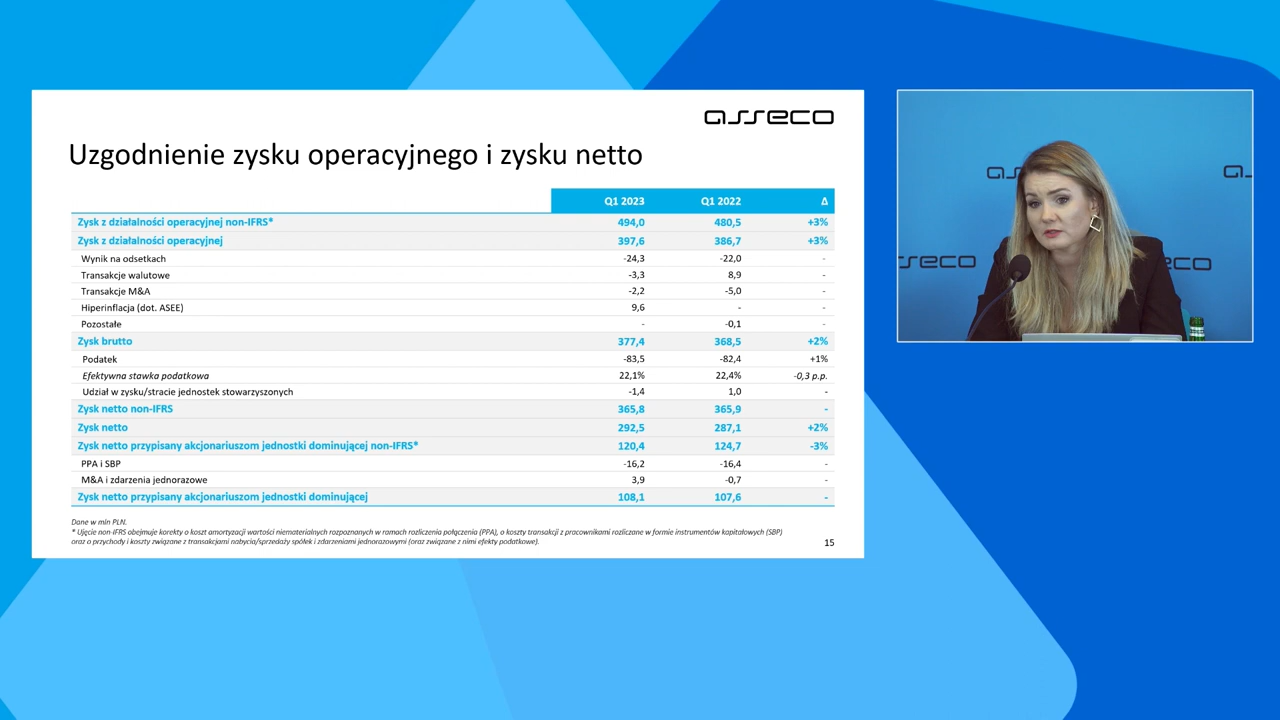 asseco
Uzgodnienie zysku operacyjnego i zysku netto
Q1 2023 Q1 2022 Δ
Zysk z działalności operacyjnej non-IFRS* 494,0 480,5 +3%
Zysk z działalności operacyjnej 397,6 386,7 +3%
Wynik na odsetkach -24,3 -22,0 -
Transakcje walutowe -3,3 8,9 -
Transakcje M&A -2,2 -5,0 -
Hiperinflacja (dot. ASEE) 9,6 - -
Pozostałe - -0,1 -
Zysk brutto 377,4 368,5 +2%
Podatek -83,5 -82,4 +1%
Efektywna stawka podatkowa 22,1% 22,4% -0,3 p.p.
Udział w zysku/stracie jednostek stowarzyszonych -1,4 1,0 -
Zysk netto non-IFRS 365,8 365,9 -
Zysk netto 292,5 287,1 +2%
Zysk netto przypisany akcjonariuszom jednostki dominującej non-IFRS* 120,4 124,7 -3%
PPA i SBP -16,2 -16,4 -
M&A i zdarzenia jednorazowe 3,9 -0,7 -
Zysk netto przypisany akcjonariuszom jednostki dominującej 108,1 107,6 -
Dane w mln PLN.
* Ujęcie non-IFRS obejmuje korekty o koszt amortyzacji wartości niematerialnych rozpoznanych w ramach rozliczenia połączenia (PPA), o koszty transakcji z pracownikami rozliczane w formie instrumentów kapitałowych (SBP)
oraz o przychody i koszty związane z transakcjami nabycia/sprzedaży spółek i zdarzeniami jednorazowymi (oraz związane z nimi efekty podatkowe).
15